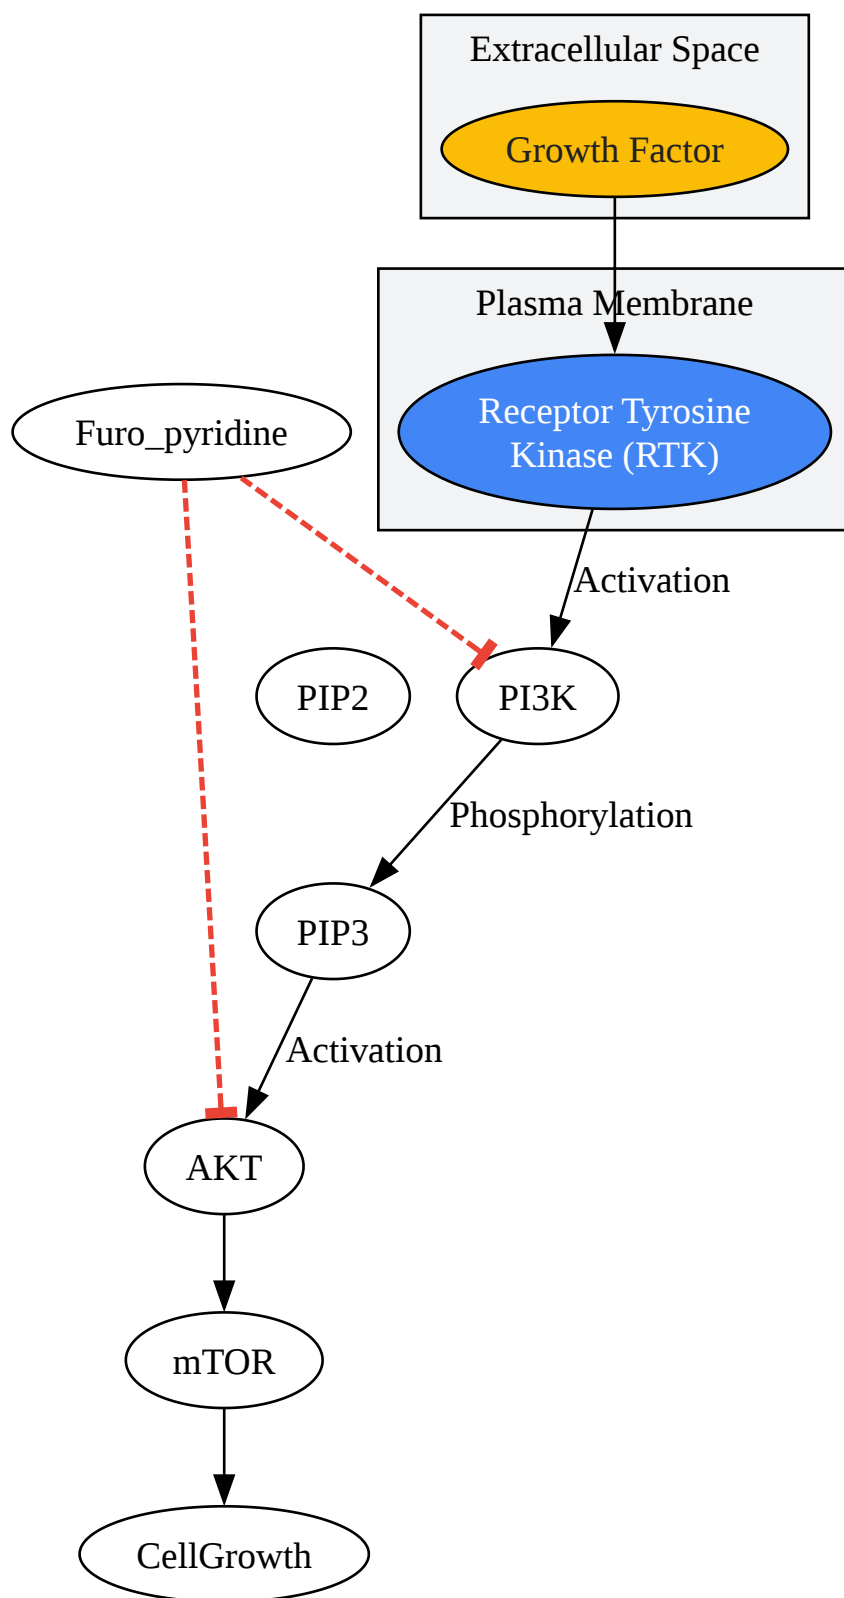 Extracellular Space
Growth Factor
Plasma Membrane
Receptor Tyrosine
Kinase (RTK)
Furo_pyridine
Activation
PIP2
PI3K
Phosphorylation
PIP3
Activation
AKT
mTOR
CellGrowth